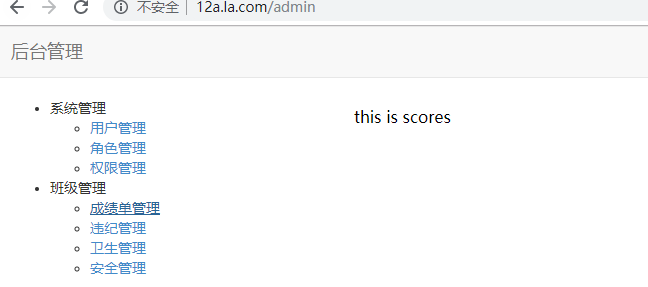 不安全 | 12a.la.com/admin
后台管理
系统管理
用户管理
角色管理
权限管理
班级管理
成绩单管理
违纪管理
卫生管理
安全管理
this is scores